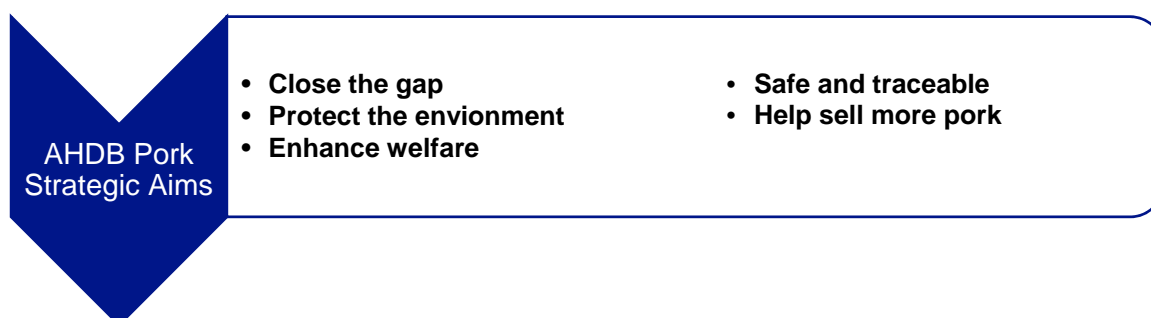 AHDB Pork
Strategic Aims
• Close the gap
• Protect the envionment
• Enhance welfare
• Safe and traceable
• Help sell more pork